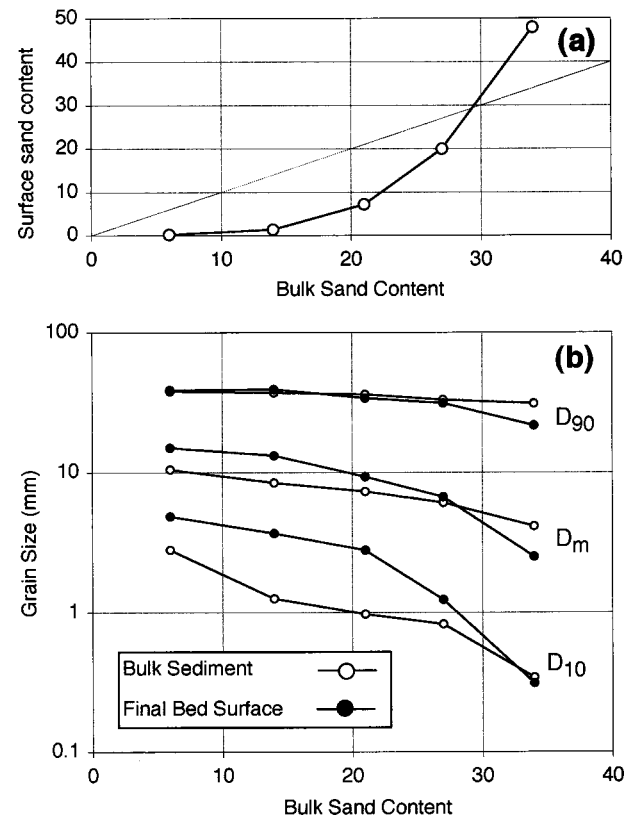 50
(a)
40
30
20
10
0
Surface sand content
0 10 20 30 40
Bulk Sand Content
100
(b)
D90
10
Dm
1
D10
0.1
Grain Size (mm)
Bulk Sediment
Final Bed Surface
0 10 20 30 40
Bulk Sand Content